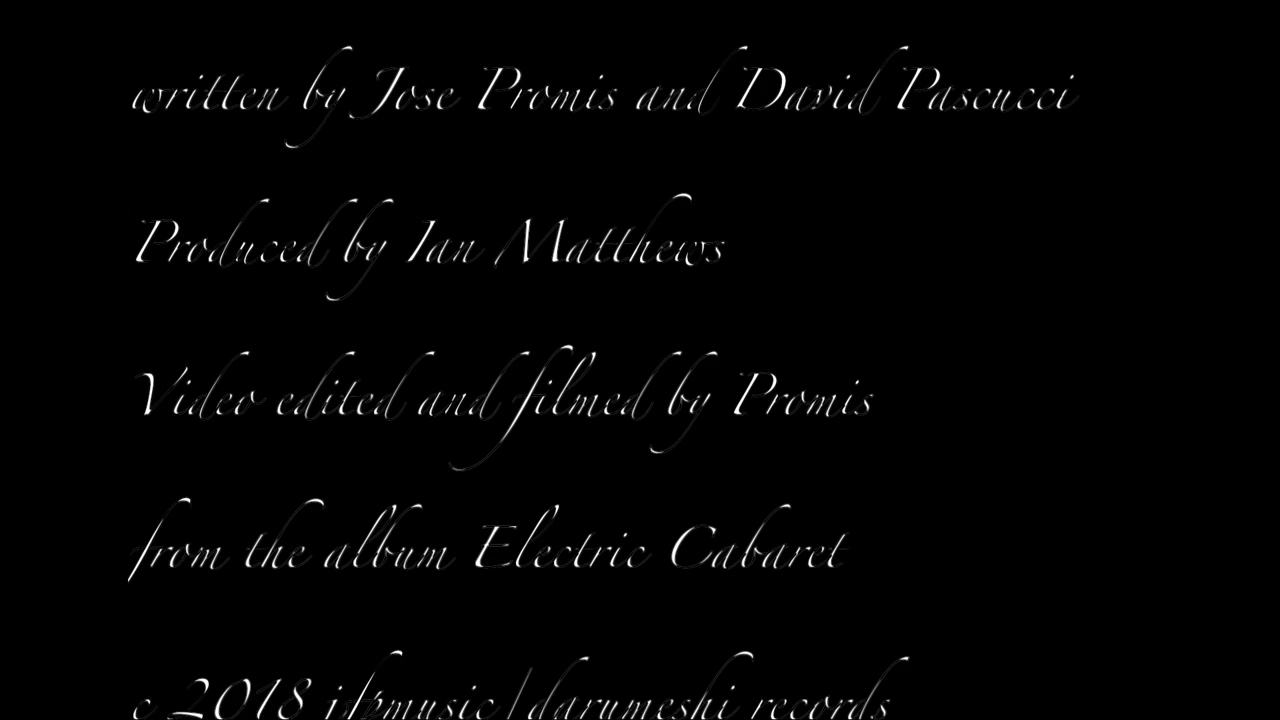 written by Jose Promis and David Pascucci
Produced by Ian Matthews
Video edited and filmed by Promis
from the album Electric Cabaret
c 2018 records